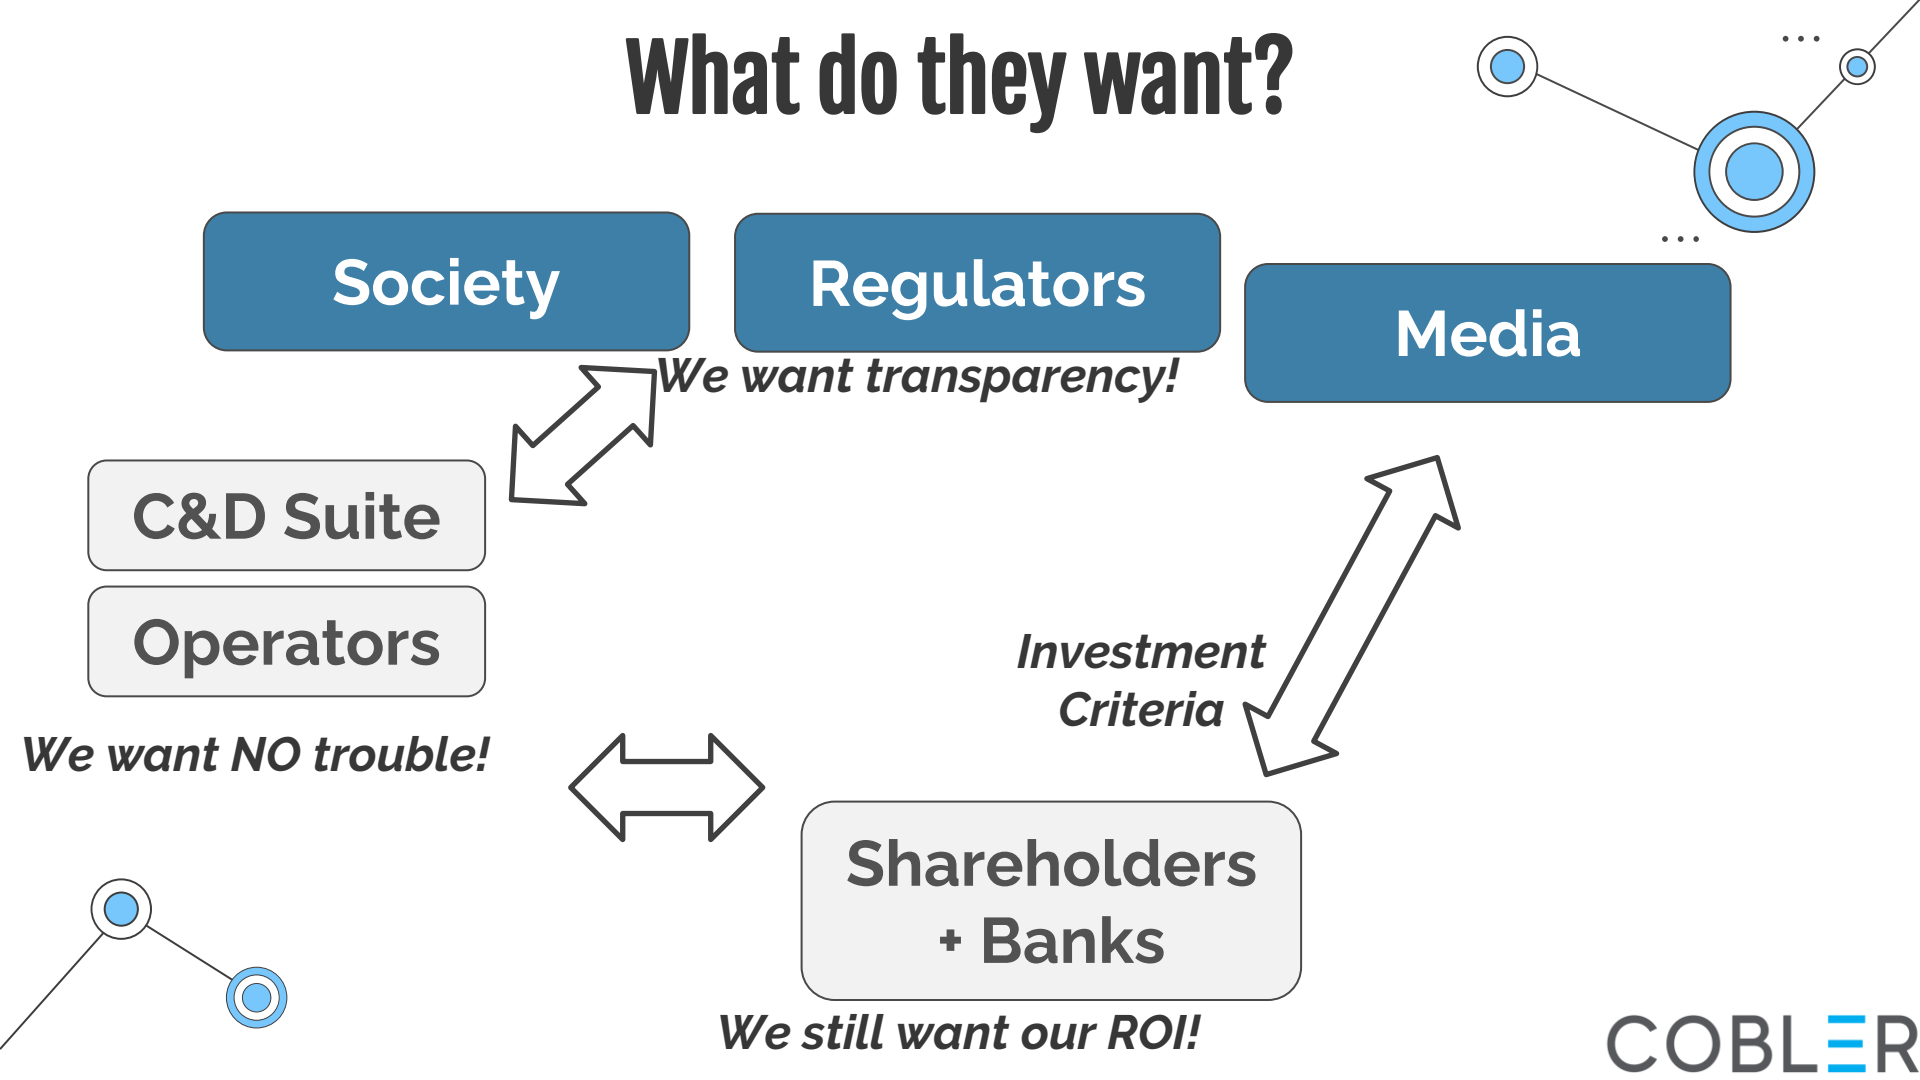 What do they want?
Society
Regulators
Media
We want transparency!
C&D Suite
Operators
We want NO trouble!
Investment
Criteria
Shareholders
+ Banks
We still want our ROI!
COBLER